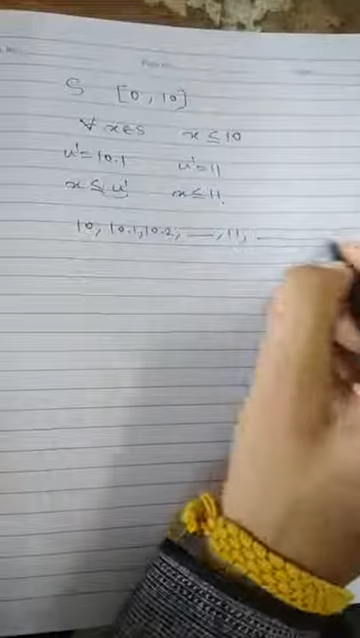 S [0, 10]
∀ x∈S x ≤ 10
u' = 10.1 u' = 11
x ≤ u' x ≤ 11.
10, 10.1, 10.2, —, 11, —